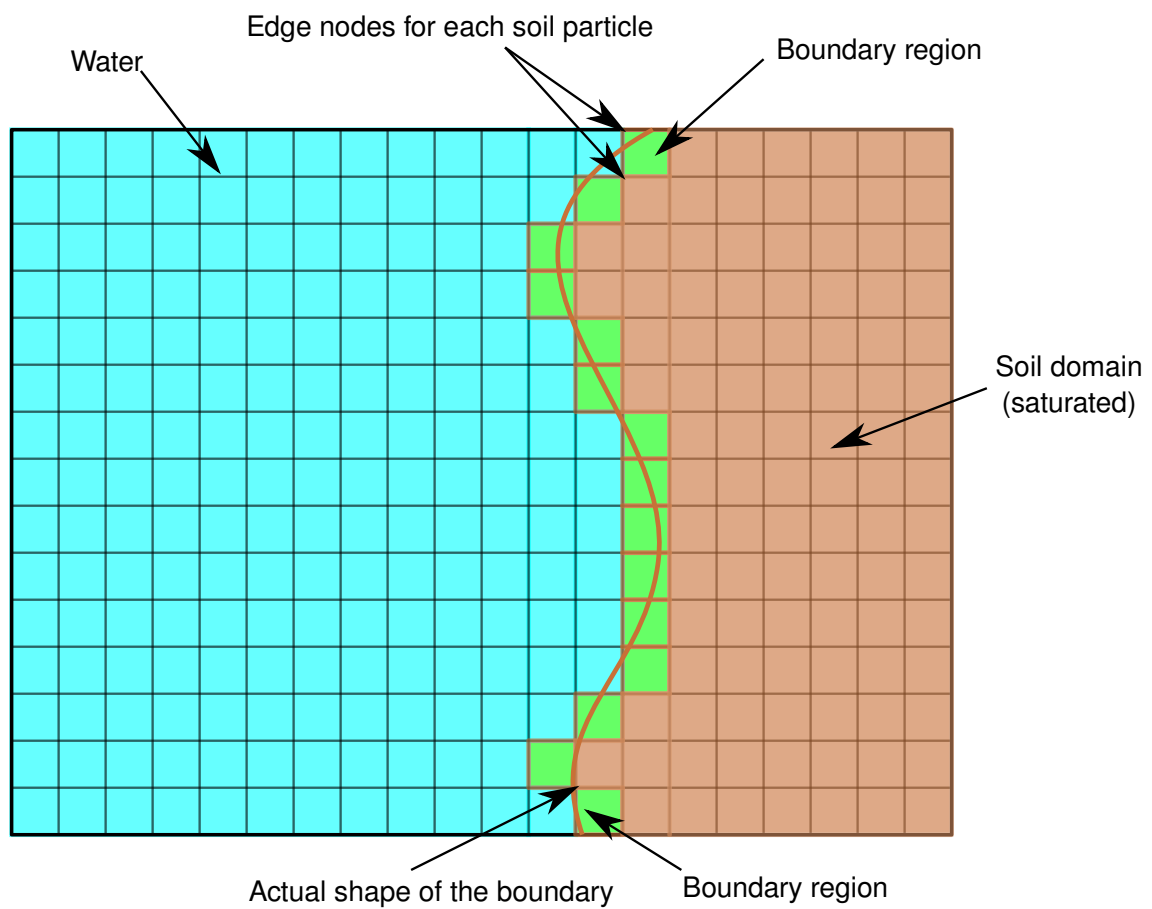 Edge nodes for each soil particle
Boundary region
Water
Soil domain
(saturated)
Actual shape of the boundary
Boundary region